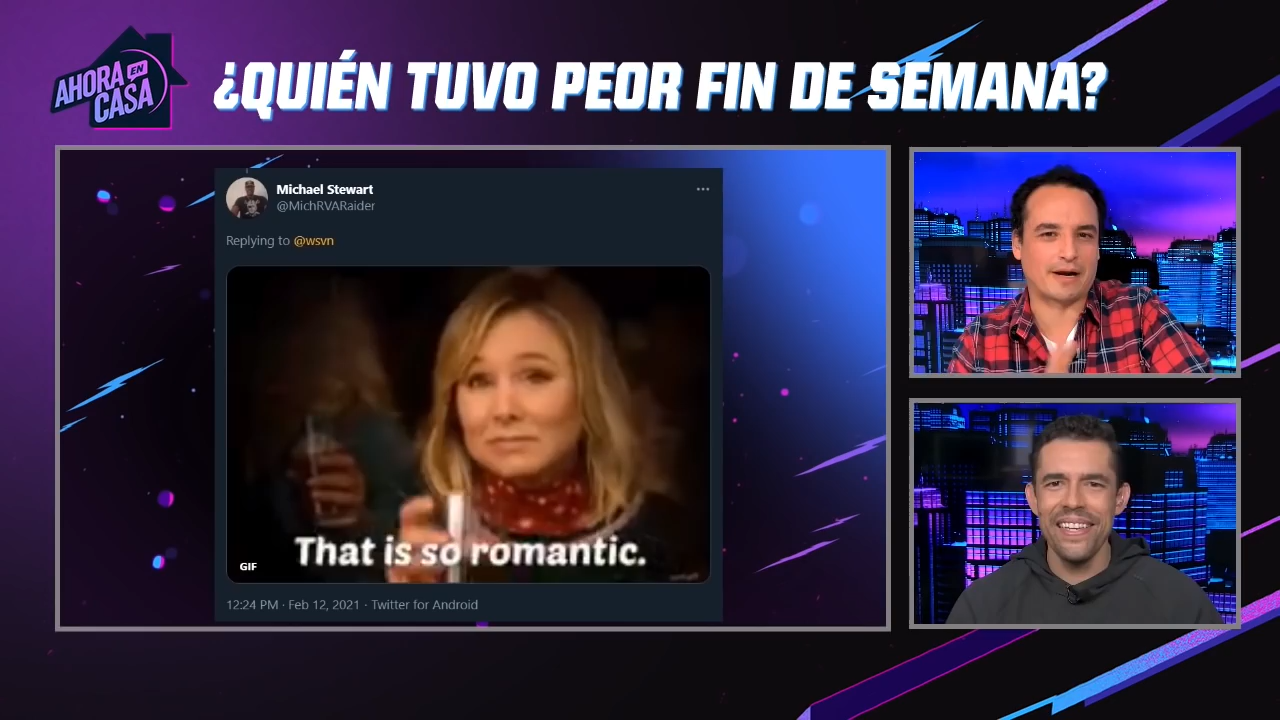 AHORA
EN
CASA
¿QUIÉN TUVO PEOR FIN DE SEMANA?
Michael Stewart
@MichRVARaider
Replying to @wsvn
That is so romantic.
GIF
12:24 PM · Feb 12, 2021 · Twitter for Android